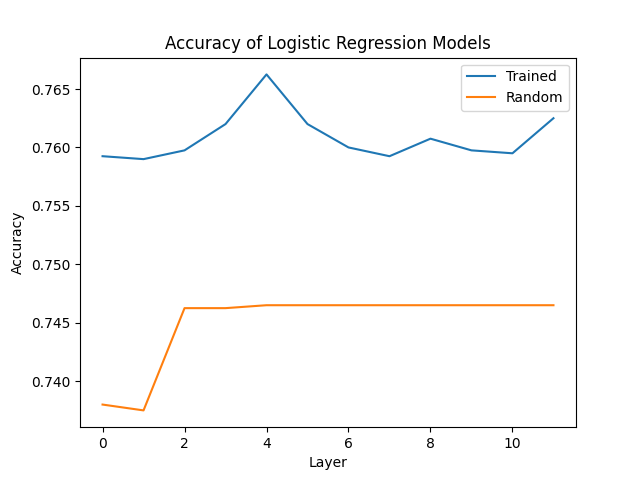 Accuracy of Logistic Regression Models
Trained
Random
0.765
0.760
0.755
0.750
0.745
0.740
Accuracy
0 2 4 6 8 10
Layer